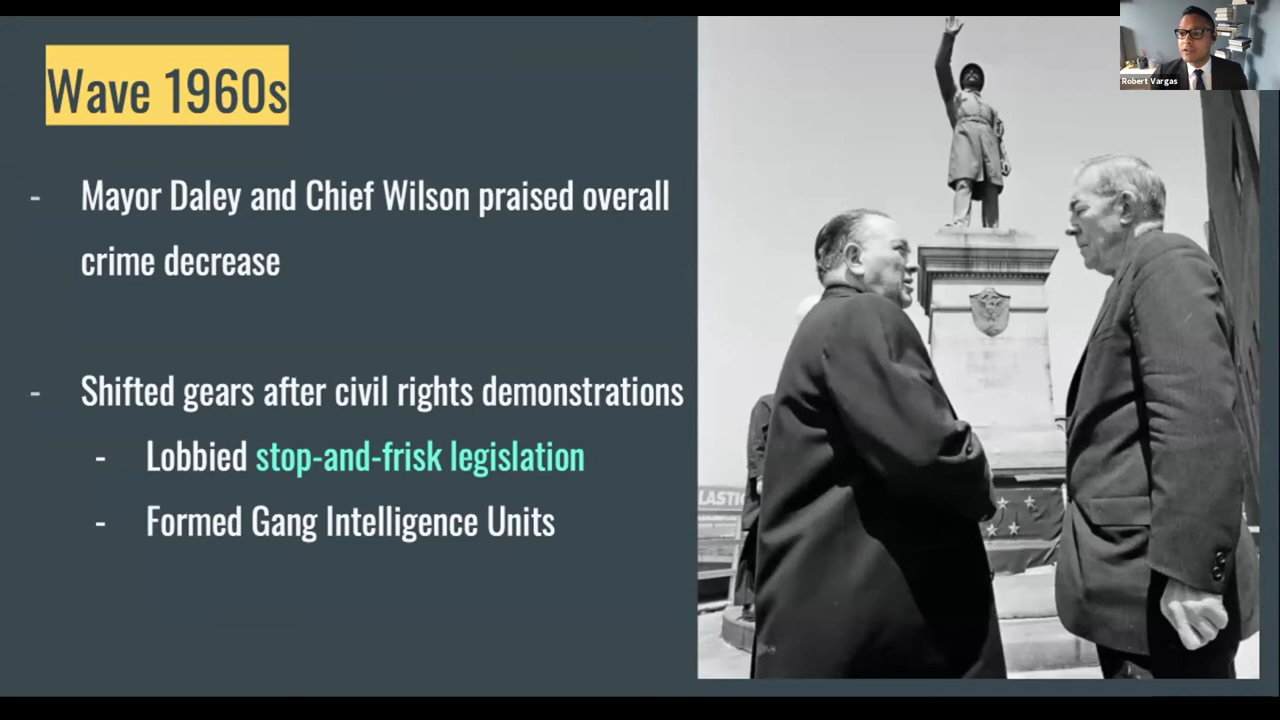 Wave 1960s
- Mayor Daley and Chief Wilson praised overall
crime decrease
- Shifted gears after civil rights demonstrations
- Lobbied stop-and-frisk legislation
- Formed Gang Intelligence Units
LASTIC
Robert Vargas